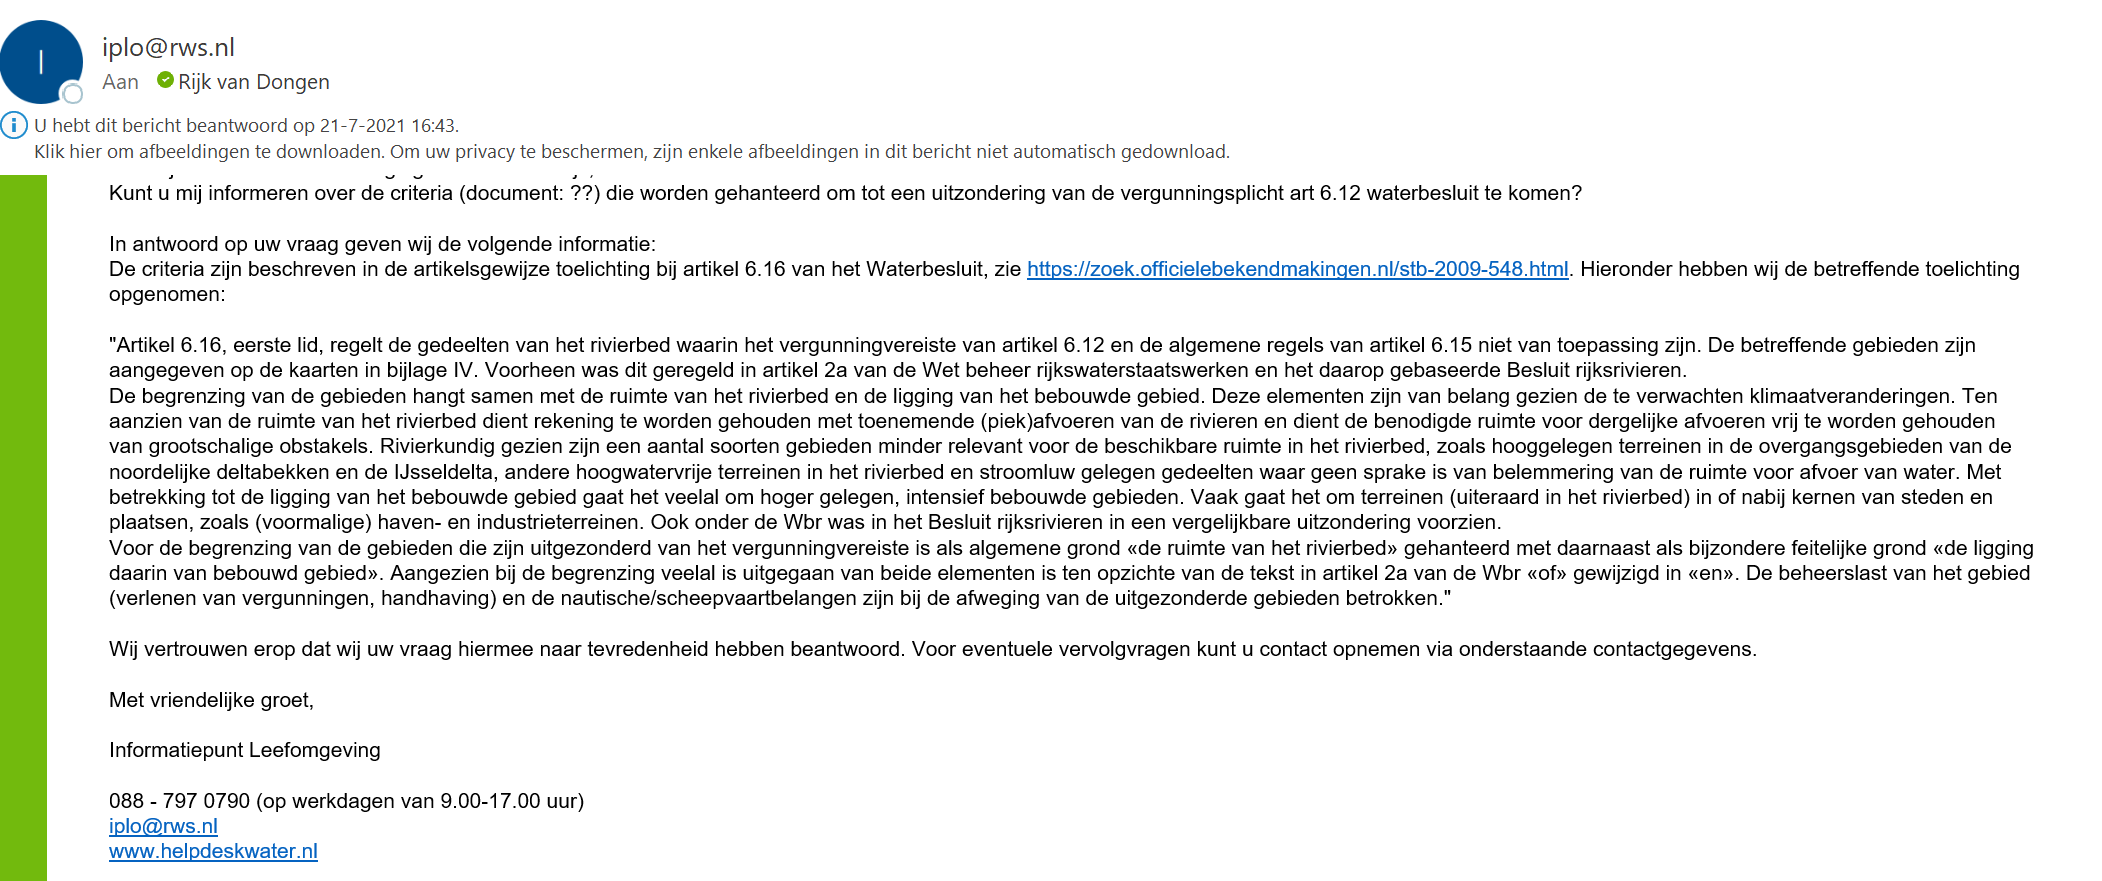 I
iplo@rws.nl
Aan Rijk van Dongen
U hebt dit bericht beantwoord op 21-7-2021 16:43.
Klik hier om afbeeldingen te downloaden. Om uw privacy te beschermen, zijn enkele afbeeldingen in dit bericht niet automatisch gedownload.
Kunt u mij informeren over de criteria (document: ??) die worden gehanteerd om tot een uitzondering van de vergunningsplicht art 6.12 waterbesluit te komen?
In antwoord op uw vraag geven wij de volgende informatie:
De criteria zijn beschreven in de artikelsgewijze toelichting bij artikel 6.16 van het Waterbesluit, zie https://zoek.officielebekendmakingen.nl/stb-2009-548.html. Hieronder hebben wij de betreffende toelichting
opgenomen:
"Artikel 6.16, eerste lid, regelt de gedeelten van het rivierbed waarin het vergunningvereiste van artikel 6.12 en de algemene regels van artikel 6.15 niet van toepassing zijn. De betreffende gebieden zijn
aangegeven op de kaarten in bijlage IV. Voorheen was dit geregeld in artikel 2a van de Wet beheer rijkswaterstaatswerken en het daarop gebaseerde Besluit rijksrivieren.
De begrenzing van de gebieden hangt samen met de ruimte van het rivierbed en de ligging van het bebouwde gebied. Deze elementen zijn van belang gezien de te verwachten klimaatveranderingen. Ten
aanzien van de ruimte van het rivierbed dient rekening te worden gehouden met toenemende (piek)afvoeren van de rivieren en dient de benodigde ruimte voor dergelijke afvoeren vrij te worden gehouden
van grootschalige obstakels. Rivierkundig gezien zijn een aantal soorten gebieden minder relevant voor de beschikbare ruimte in het rivierbed, zoals hooggelegen terreinen in de overgangsgebieden van de
noordelijke deltabekken en de IJsseldelta, andere hoogwatervrije terreinen in het rivierbed en stroomluw gelegen gedeelten waar geen sprake is van belemmering van de ruimte voor afvoer van water. Met
betrekking tot de ligging van het bebouwde gebied gaat het veelal om hoger gelegen, intensief bebouwde gebieden. Vaak gaat het om terreinen (uiteraard in het rivierbed) in of nabij kernen van steden en
plaatsen, zoals (voormalige) haven- en industrieterreinen. Ook onder de Wbr was in het Besluit rijksrivieren in een vergelijkbare uitzondering voorzien.
Voor de begrenzing van de gebieden die zijn uitgezonderd van het vergunningvereiste is als algemene grond «de ruimte van het rivierbed» gehanteerd met daarnaast als bijzondere feitelijke grond «de ligging
daarin van bebouwd gebied». Aangezien bij de begrenzing veelal is uitgegaan van beide elementen is ten opzichte van de tekst in artikel 2a van de Wbr «of» gewijzigd in «en». De beheerslast van het gebied
(verlenen van vergunningen, handhaving) en de nautische/scheepvaartbelangen zijn bij de afweging van de uitgezonderde gebieden betrokken."
Wij vertrouwen erop dat wij uw vraag hiermee naar tevredenheid hebben beantwoord. Voor eventuele vervolgvragen kunt u contact opnemen via onderstaande contactgegevens.
Met vriendelijke groet,
Informatiepunt Leefomgeving
088 - 797 0790 (op werkdagen van 9.00-17.00 uur)
iplo@rws.nl
www.helpdeskwater.nl